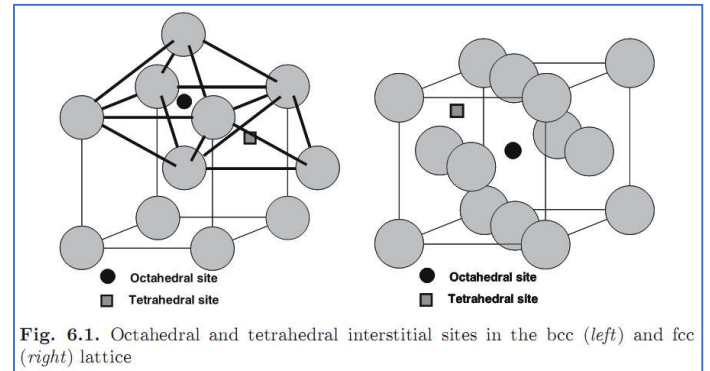 Octahedral site
Tetrahedral site
Octahedral site
Tetrahedral site
Fig. 6.1. Octahedral and tetrahedral interstitial sites in the bcc (left) and fcc
(right) lattice